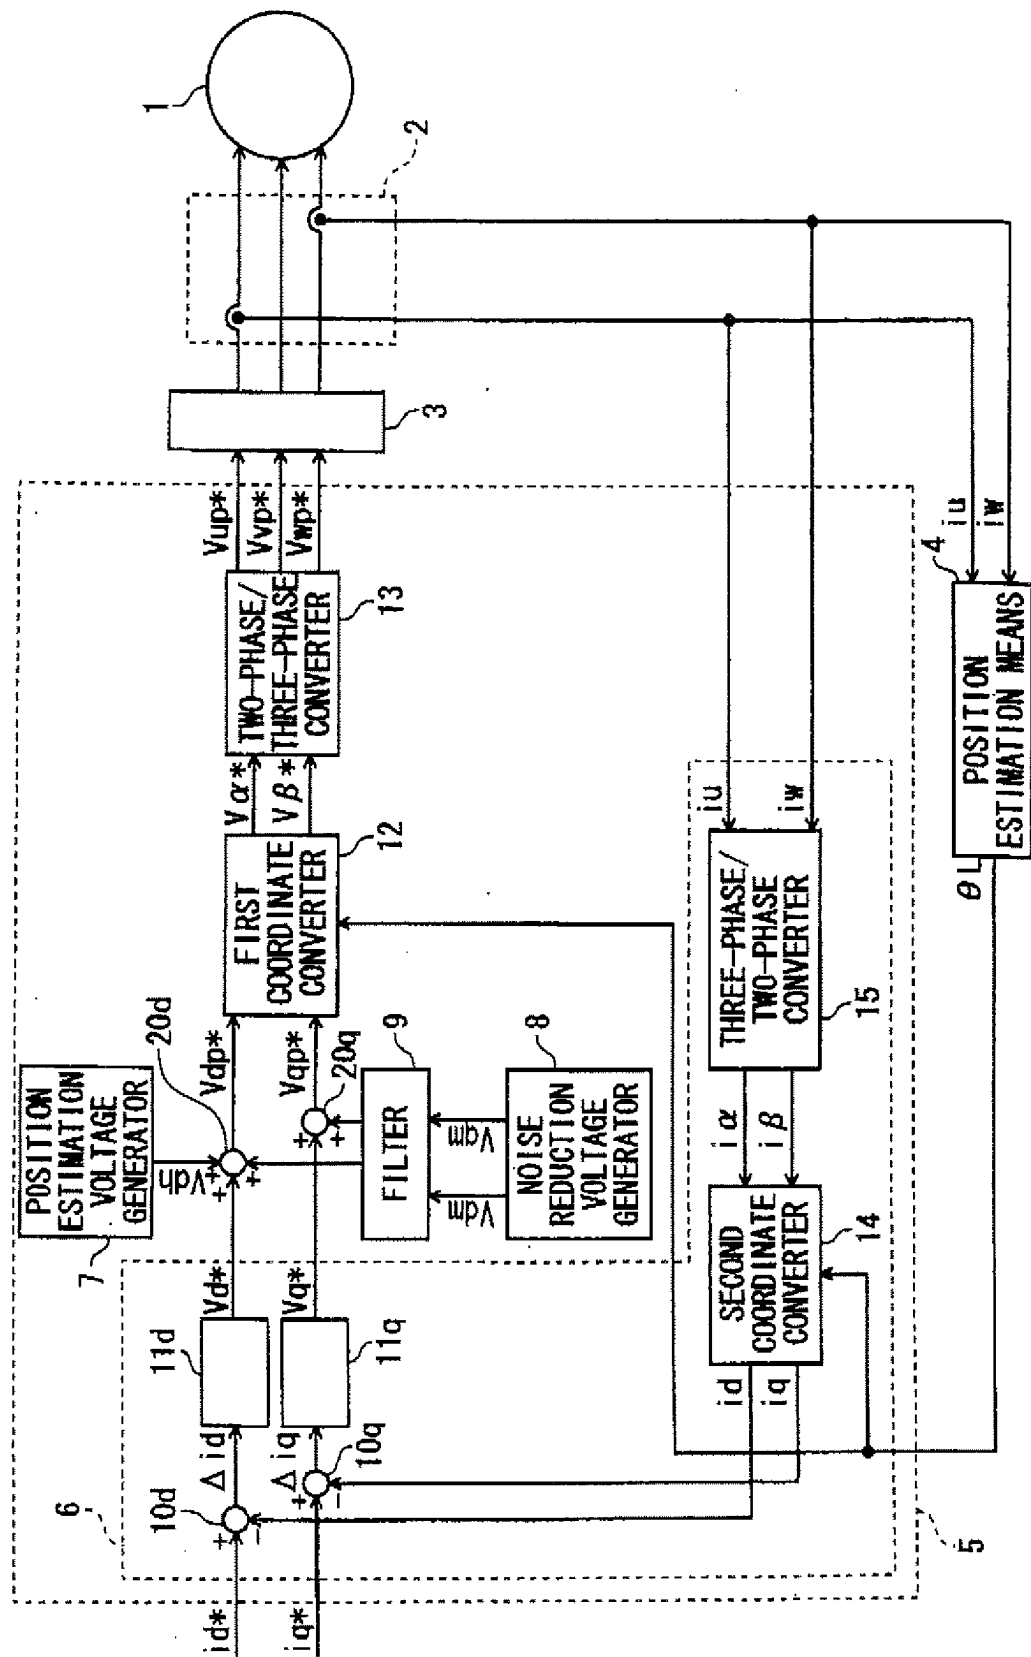 1
2
3
Vup*
Vvp*
Vwp*
TWO-PHASE/
THREE-PHASE
CONVERTER
13
Vα*
Vβ*
FIRST
COORDINATE
CONVERTER
12
20d
Vdp*
Vqp*
20q
POSITION
ESTIMATION
VOLTAGE
GENERATOR
7
Vdh
+
+
+
+
+
FILTER
9
Vdm
Vqm
NOISE
REDUCTION
VOLTAGE
GENERATOR
8
Vd*
Vq*
11d
11q
Δid
Δiq
10d
10q
+
-
+
-
6
id*
iq*
5
id
iq
SECOND
COORDINATE
CONVERTER
14
iα
iβ
THREE-PHASE/
TWO-PHASE
CONVERTER
15
iu
iw
iu
iw
4
POSITION
ESTIMATION MEANS
θL